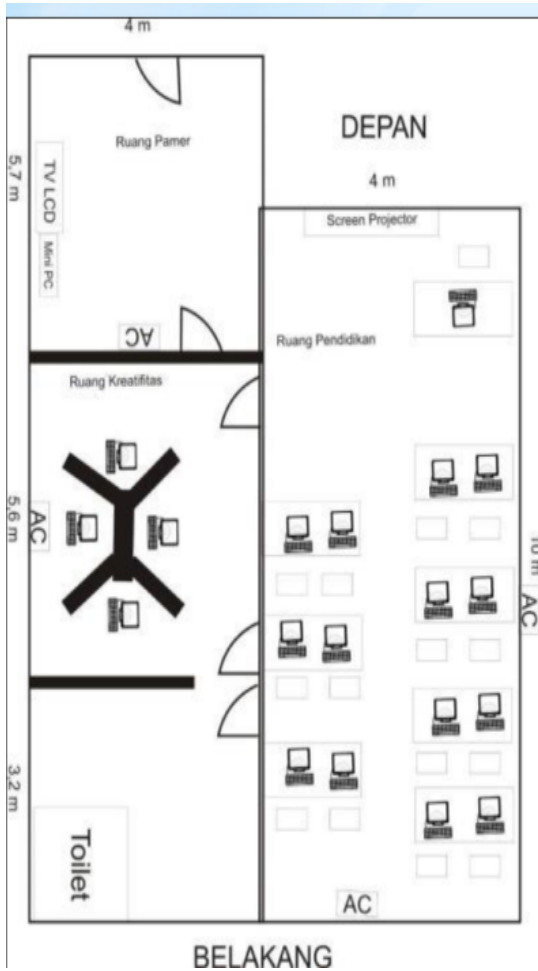 4 m
Ruang Pamer
DEPAN
5,7 m
TV LCD
Mini PC
4 m
Screen Projector
AC
Ruang Pendidikan
Ruang Kreatifitas
5,6 m
AC
AC
3,2 m
Toilet
AC
BELAKANG